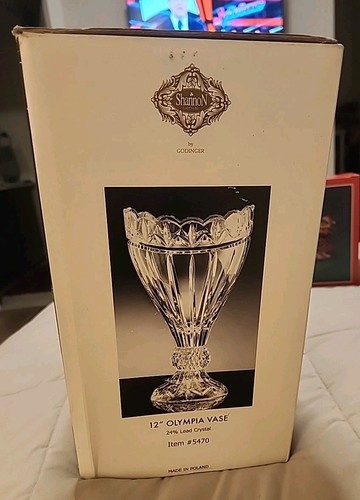 Shannon
by
GODINGER
12" OLYMPIA VASE
24% Lead Crystal
Item #5470
MADE IN POLAND